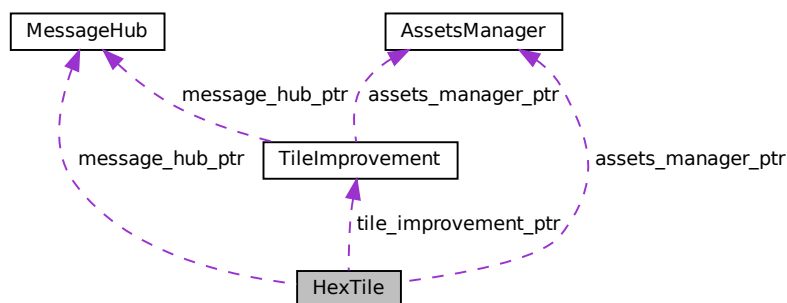 MessageHub
AssetsManager
message_hub_ptr
assets_manager_ptr
TileImprovement
message_hub_ptr
assets_manager_ptr
tile_improvement_ptr
HexTile